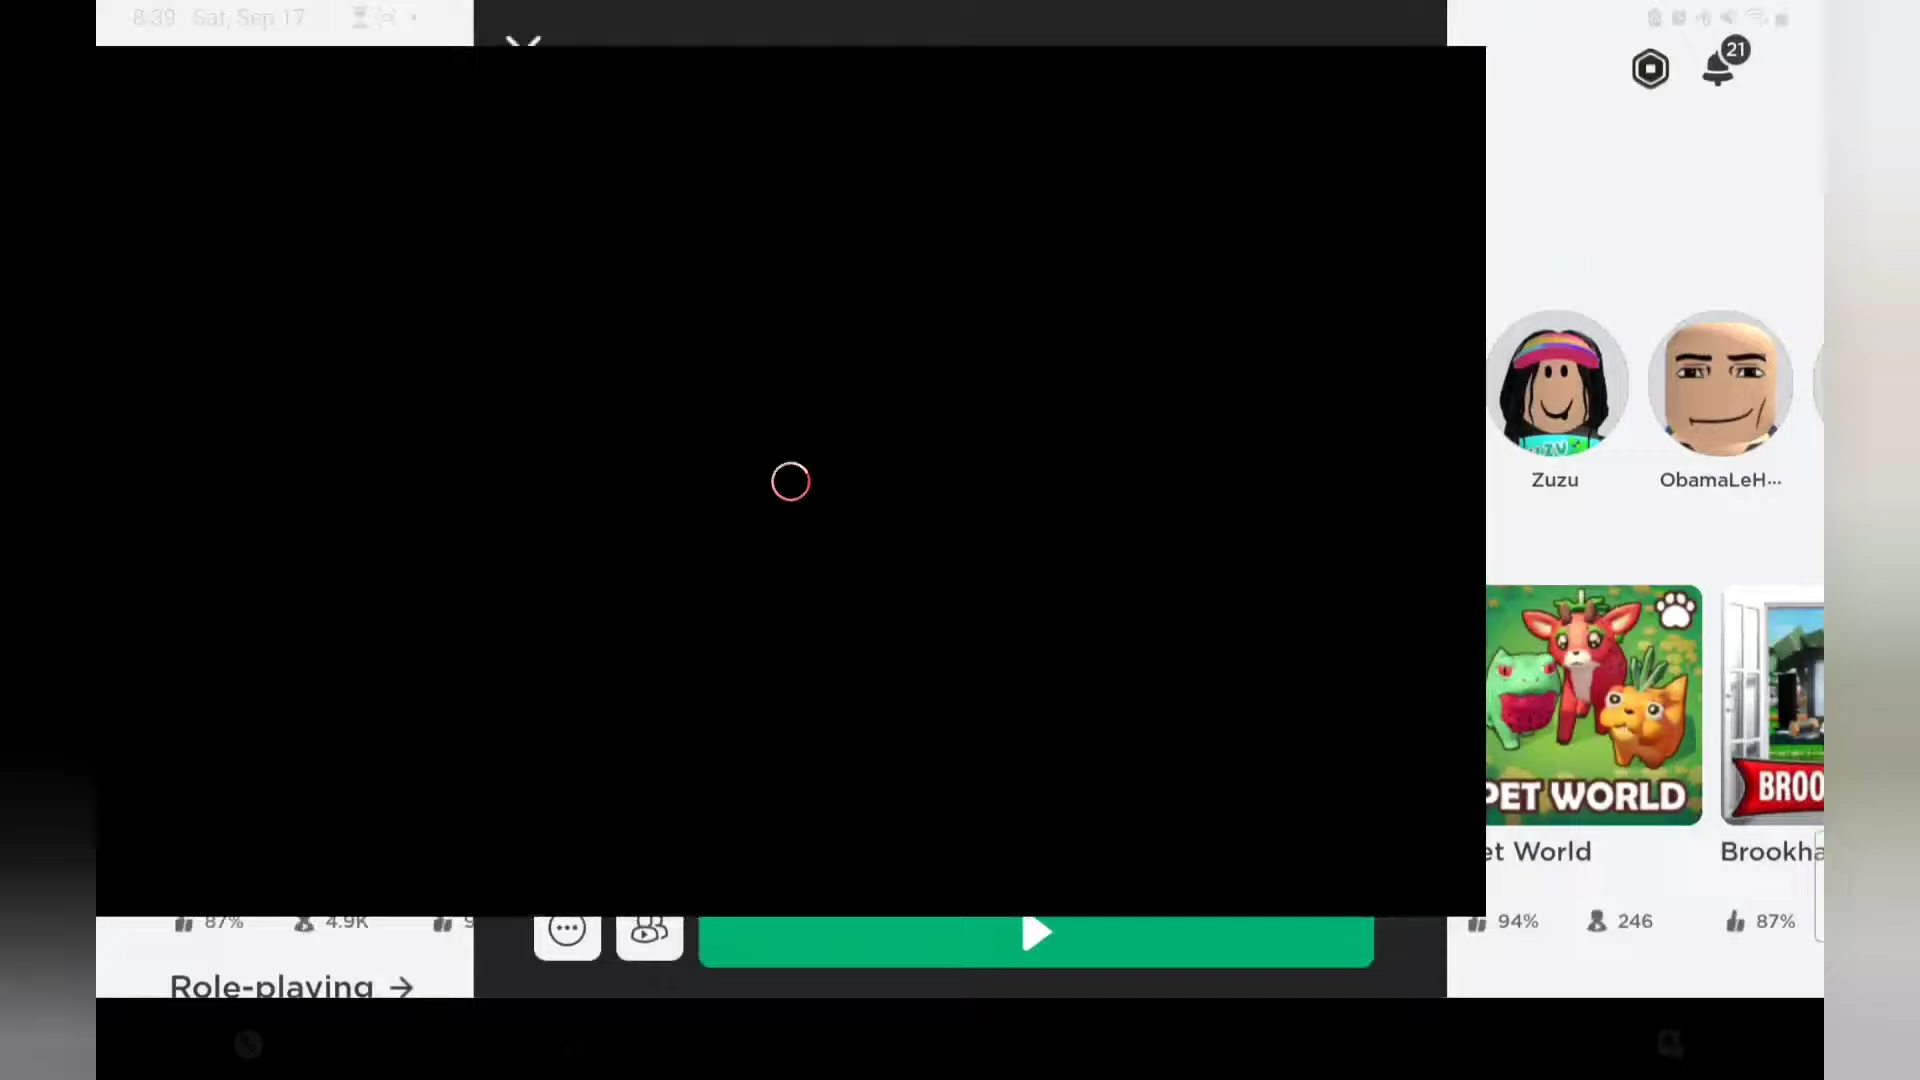 8:39 Sat, Sep 17
21
Zuzu
ObamaLeH...
PET WORLD
BROO
et World
Brookha
87% 4.9K 9
94% 246
87%
Role-playing →